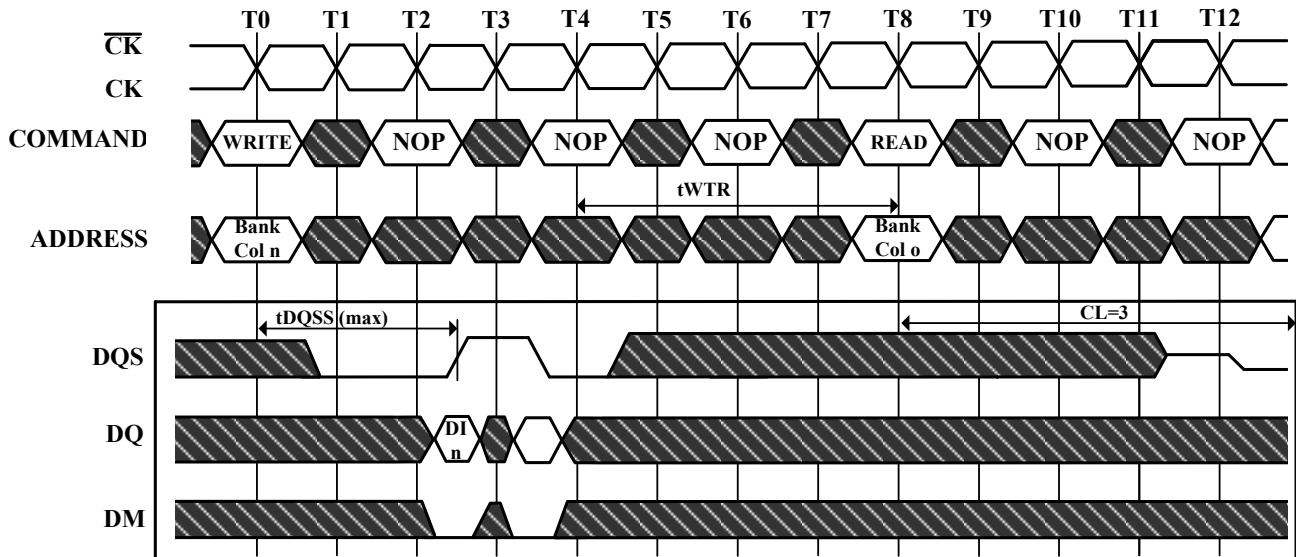 T0 T1 T2 T3 T4 T5 T6 T7 T8 T9 T10 T11 T12
CK
CK
COMMAND WRITE NOP NOP NOP READ NOP NOP
tWTR
ADDRESS Bank Col n Bank Col o
tDQSS (max) CL=3
DQS
DQ DI n
DM